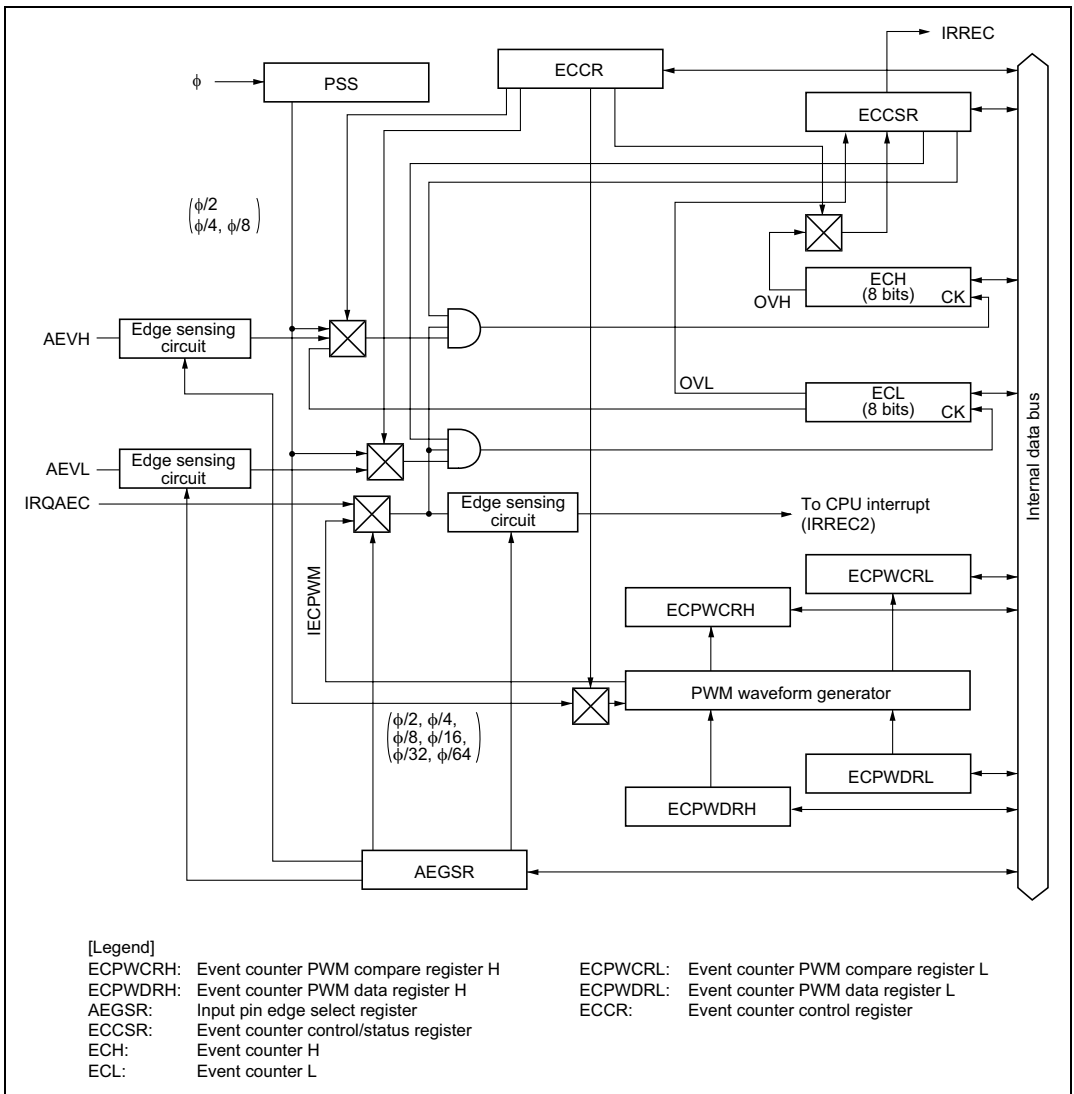 IRREC
φ
PSS
ECCR
ECCSR
(φ/2
φ/4, φ/8)
ECH
(8 bits)
CK
OVH
AEVH
Edge sensing
circuit
OVL
ECL
(8 bits)
CK
AEVL
Edge sensing
circuit
IRQAEC
Edge sensing
circuit
To CPU interrupt
(IRREC2)
Internal data bus
IECPWM
ECPWCRL
ECPWCRH
PWM waveform generator
(φ/2, φ/4,
φ/8, φ/16,
φ/32, φ/64)
ECPWDRL
ECPWDRH
AEGSR
[Legend]
ECPWCRH: Event counter PWM compare register H
ECPWDRH: Event counter PWM data register H
AEGSR: Input pin edge select register
ECCSR: Event counter control/status register
ECH: Event counter H
ECL: Event counter L
ECPWCRL: Event counter PWM compare register L
ECPWDRL: Event counter PWM data register L
ECCR: Event counter control register